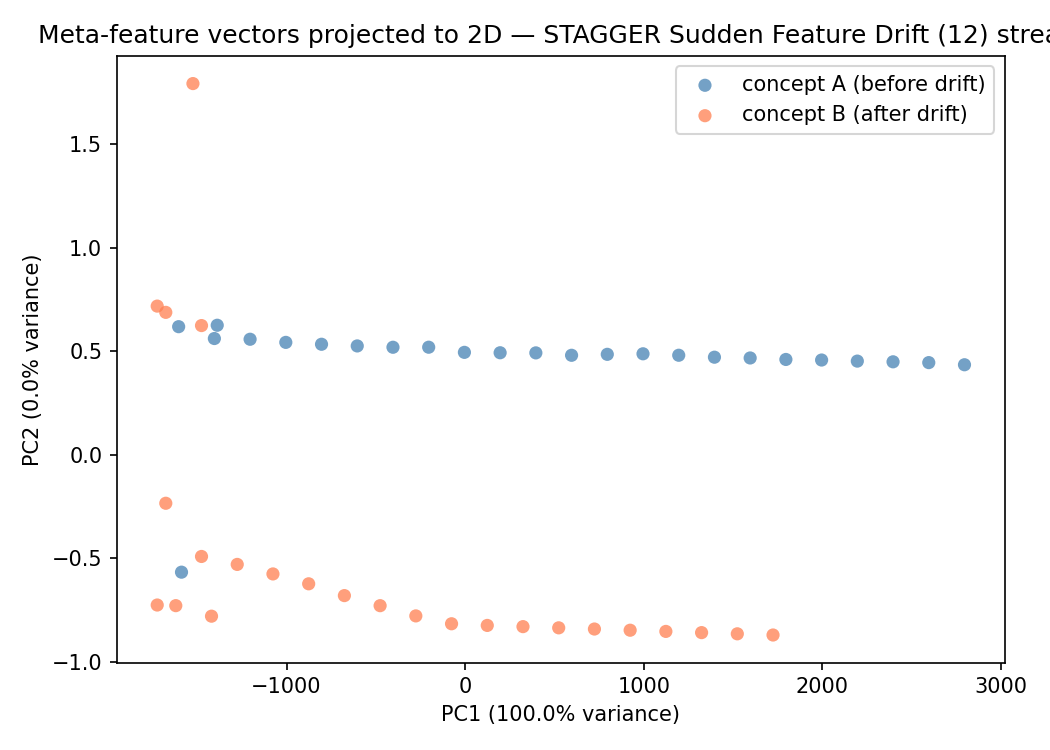 Meta-feature vectors projected to 2D — STAGGER Sudden Feature Drift (12) strea
concept A (before drift)
concept B (after drift)
PC2 (0.0% variance)
1.5
1.0
0.5
0.0
−0.5
−1.0
−1000
0
1000
2000
3000
PC1 (100.0% variance)